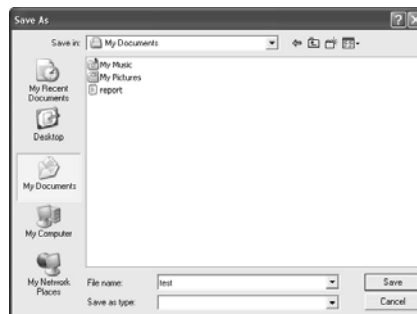 Save As
Save in: My Documents
My Recent
Documents
Desktop
My Documents
My Computer
My Network
Places
My Music
My Pictures
report
File name: test Save
Save as type: Cancel